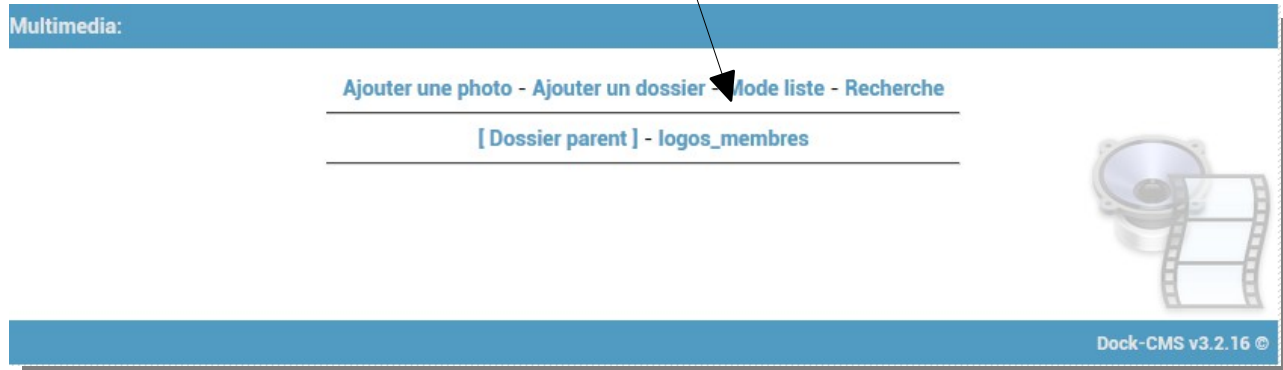 Multimedia:
Ajouter une photo - Ajouter un dossier - Mode liste - Recherche
[ Dossier parent ] - logos_membres
Dock-CMS v3.2.16 ©